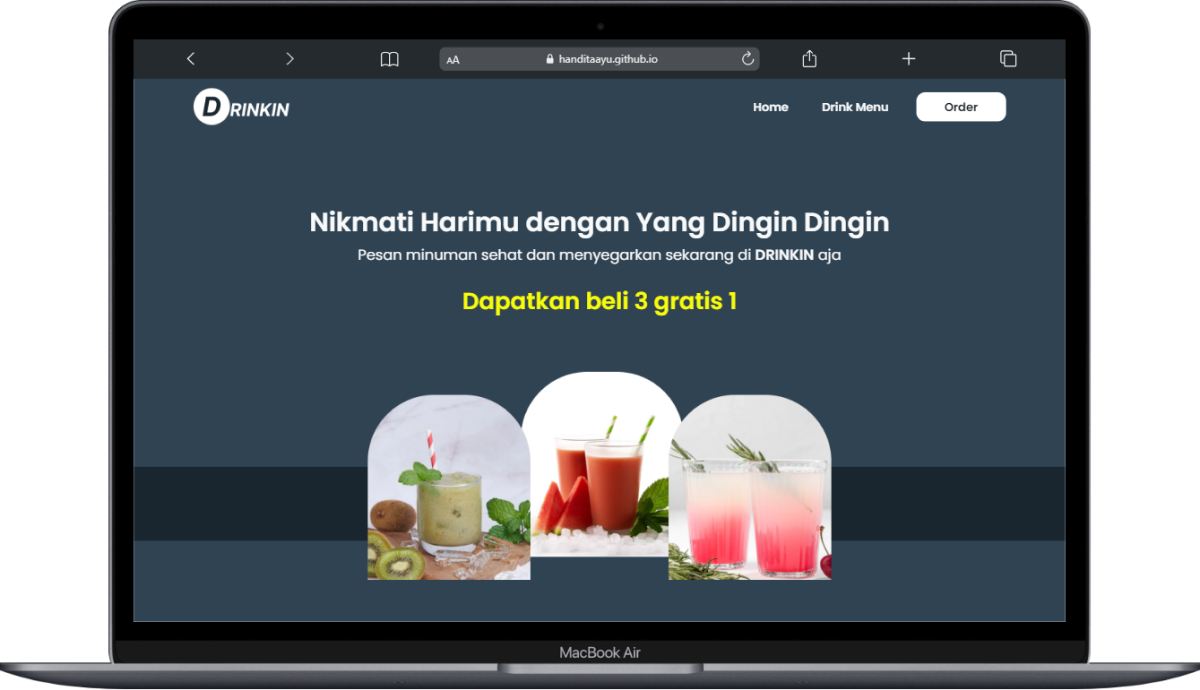 AA
handitaayu.github.io
DRINKIN
Home
Drink Menu
Order
Nikmati Harimu dengan Yang Dingin Dingin
Pesan minuman sehat dan menyegarkan sekarang di DRINKIN aja
Dapatkan beli 3 gratis 1
MacBook Air